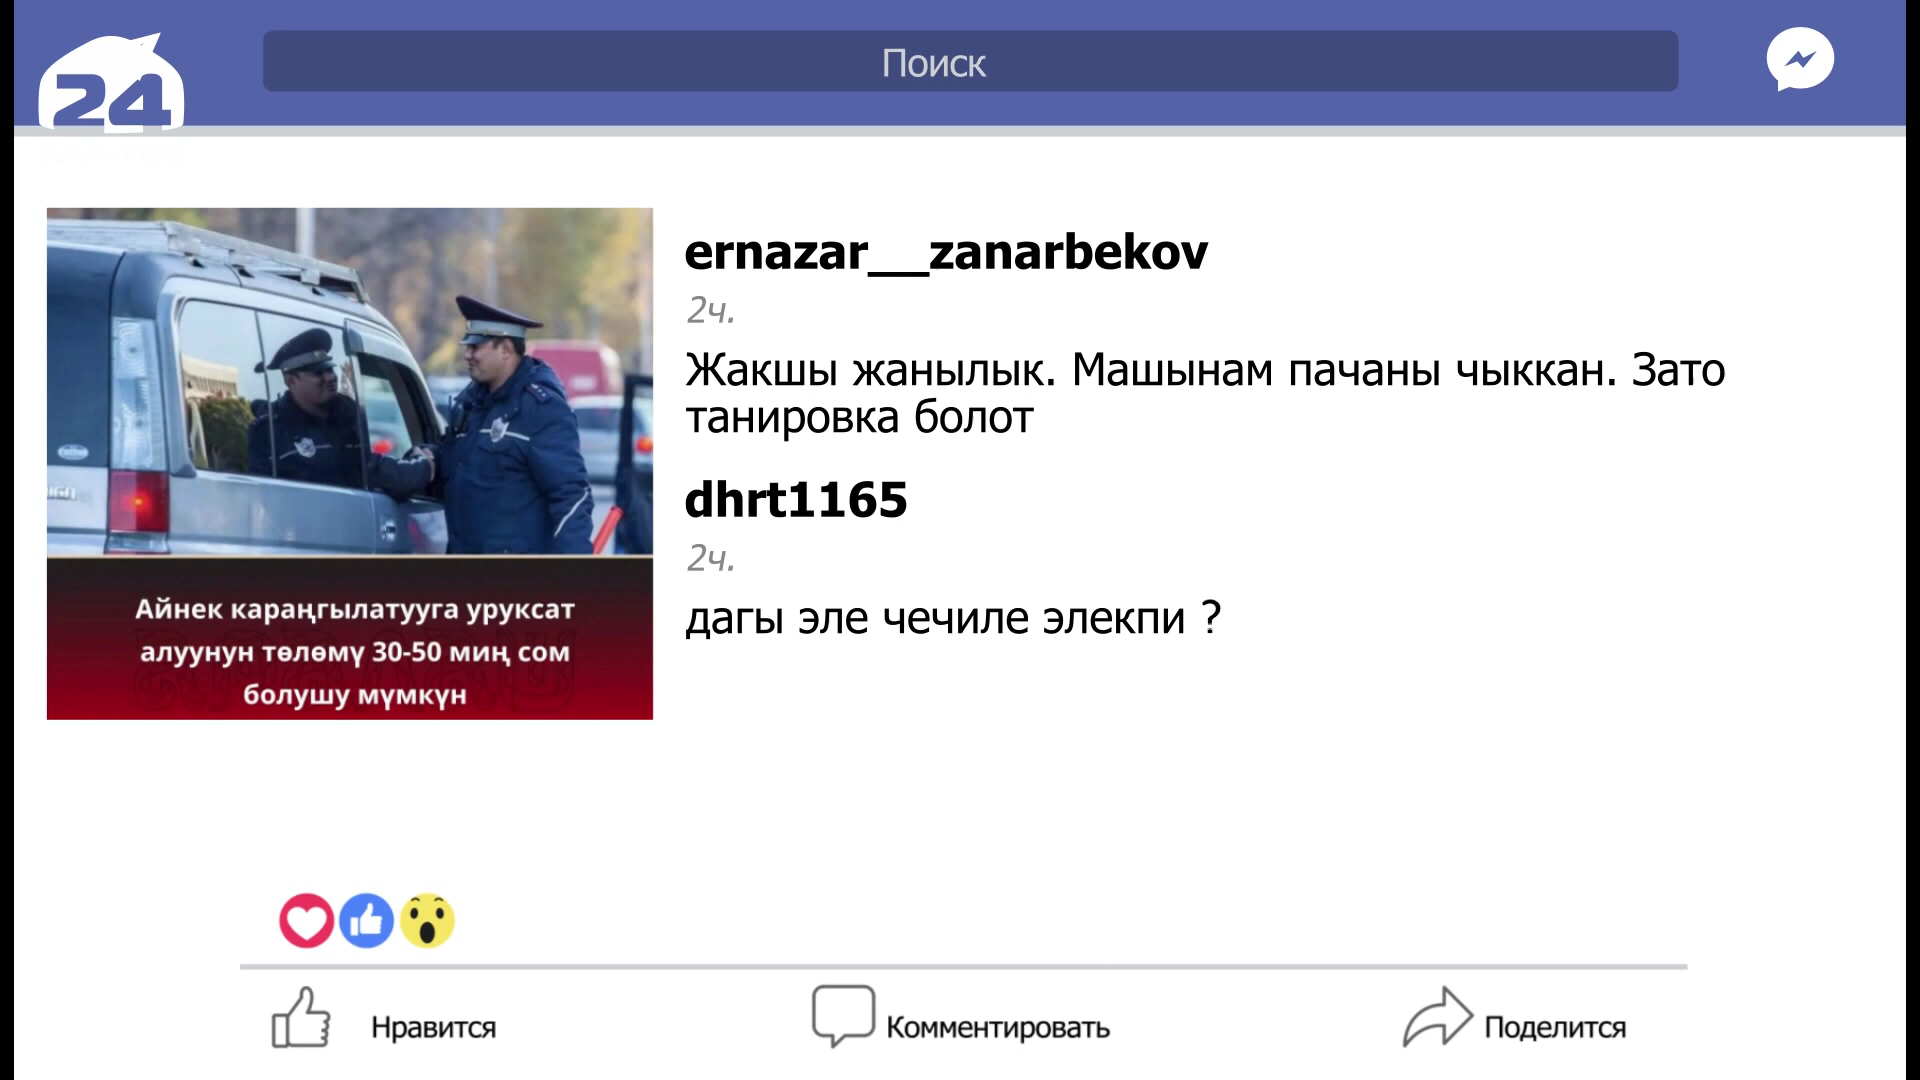 24
Поиск
ernazar__zanarbekov
2ч.
Жакшы жанылык. Машынам пачаны чыккан. Зато
танировка болот
dhrt1165
2ч.
дагы эле чечиле элекпи ?
Айнек караңгылатууга уруксат
алуунун төлөмү 30-50 миң сом
болушу мүмкүн
Нравится
Комментировать
Поделится